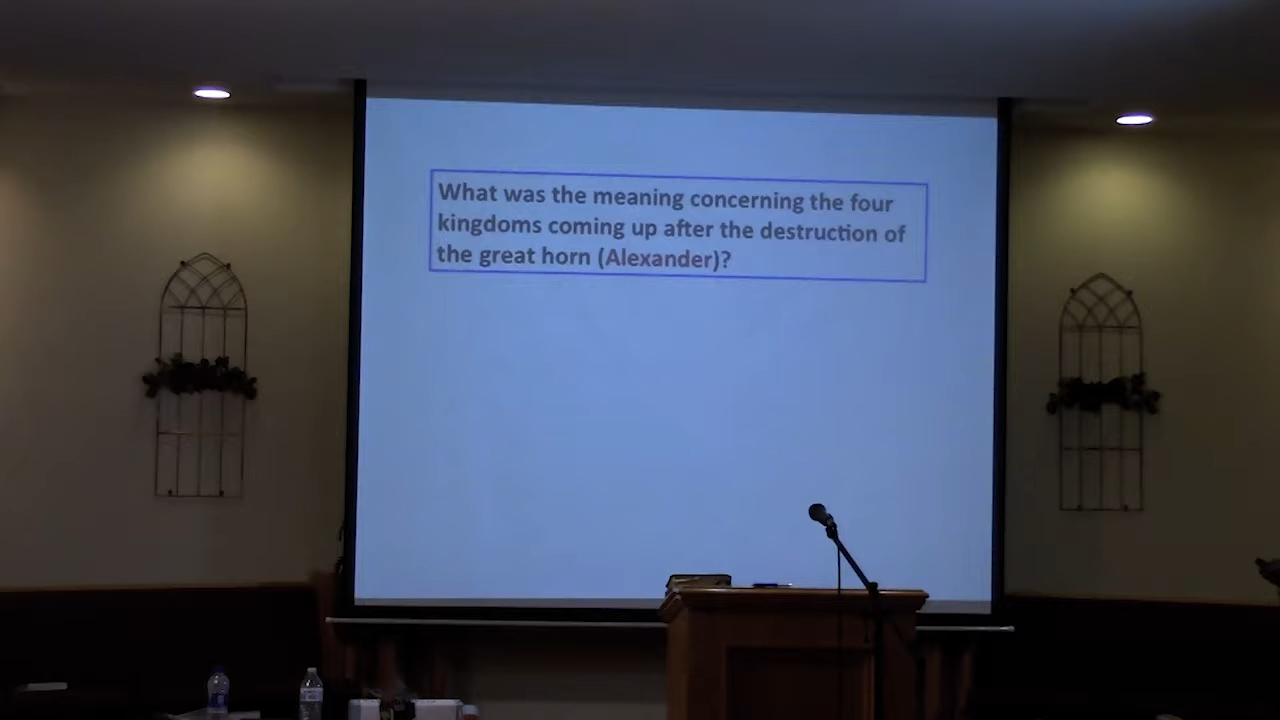 What was the meaning concerning the four
kingdoms coming up after the destruction of
the great horn (Alexander)?